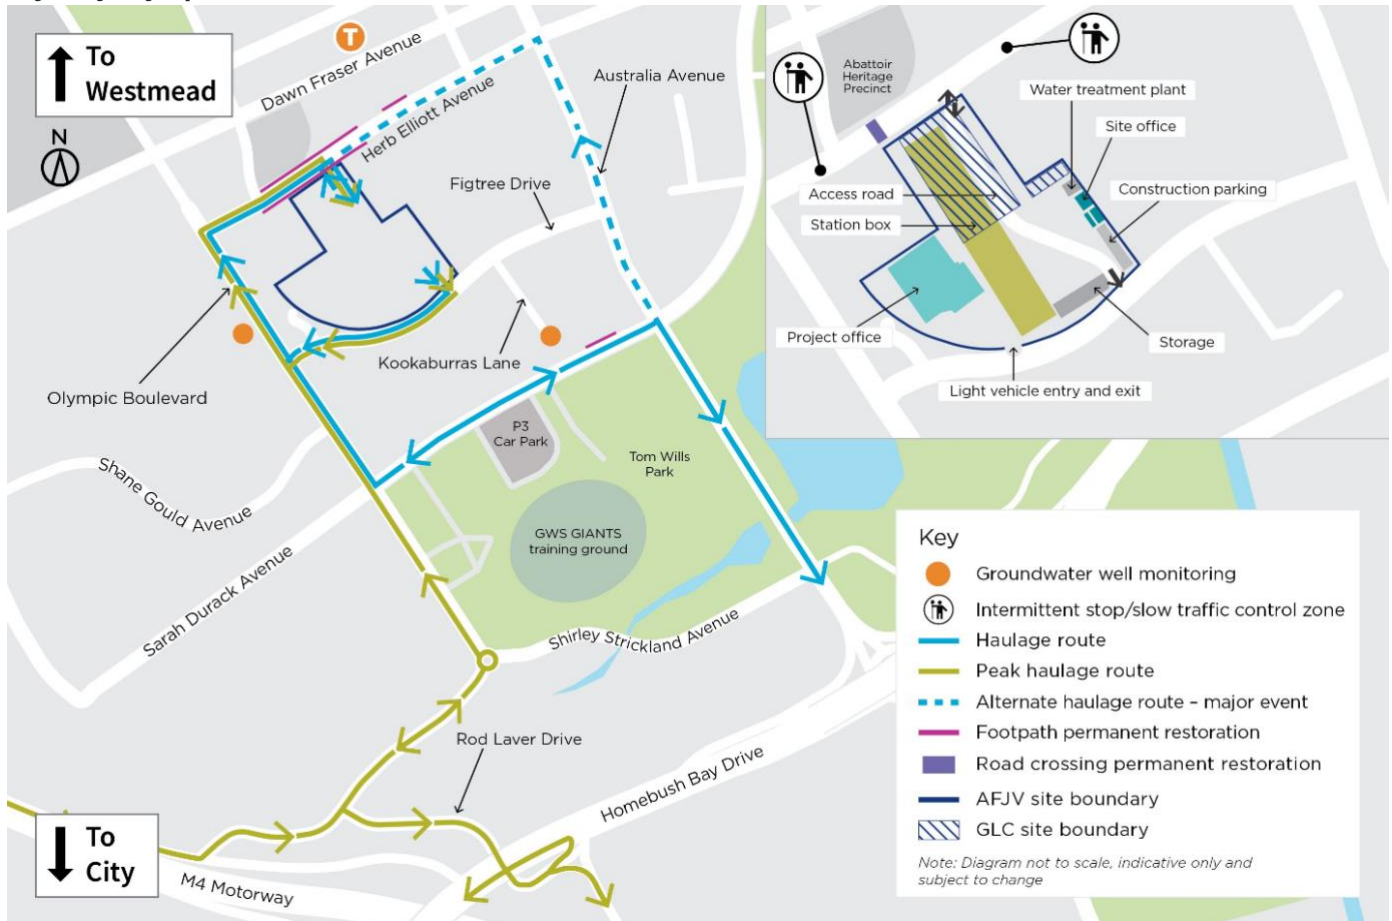 To
Westmead
N
T
Dawn Fraser Avenue
Herb Elliott Avenue
Australia Avenue
Figtree Drive
Kookaburras Lane
Olympic Boulevard
Shane Gould Avenue
Sarah Durack Avenue
P3
Car Park
Tom Wills
Park
GWS GIANTS
training ground
Shirley Strickland Avenue
Rod Laver Drive
Homebush Bay Drive
M4 Motorway
To
City
Abattoir
Heritage
Precinct
Water treatment plant
Site office
Construction parking
Access road
Station box
Project office
Storage
Light vehicle entry and exit
Key
Groundwater well monitoring
Intermittent stop/slow traffic control zone
Haulage route
Peak haulage route
Alternate haulage route – major event
Footpath permanent restoration
Road crossing permanent restoration
AFJV site boundary
GLC site boundary
Note: Diagram not to scale, indicative only and
subject to change